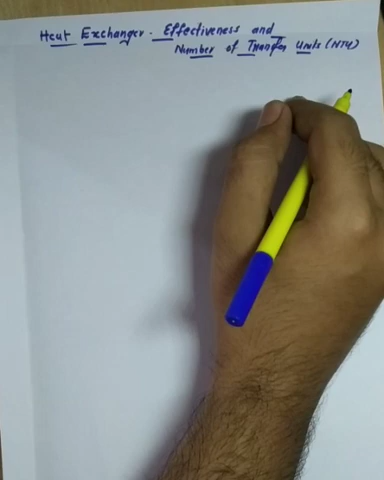 Heat Exchanger - Effectiveness and
Number of Transfer Units (NTU)